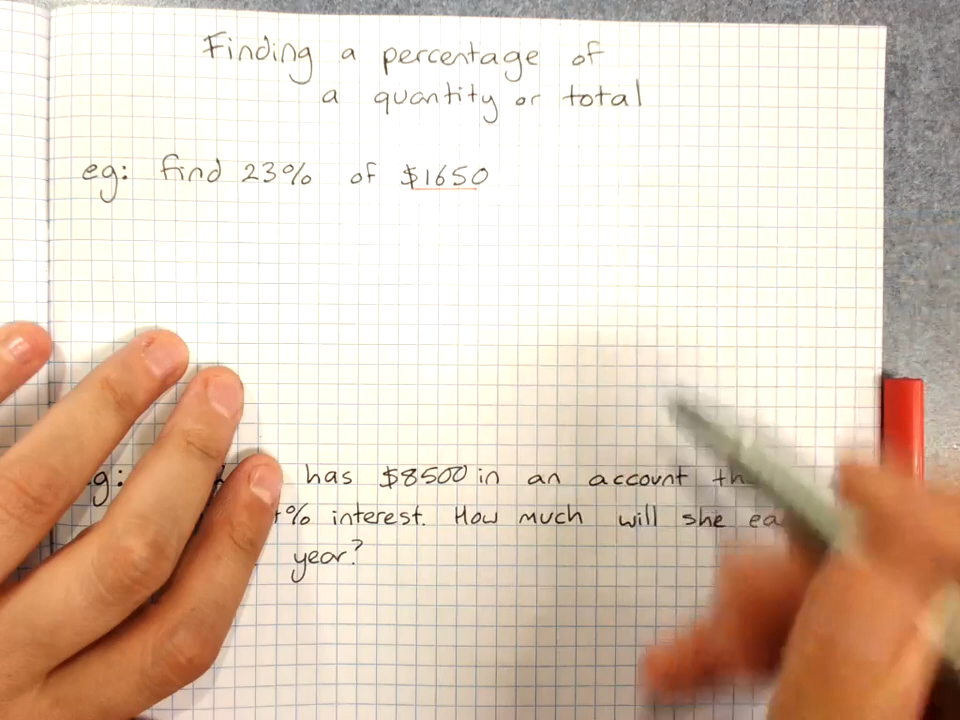 Finding a percentage of
a quantity or total
eg: find 23% of $1650
g: has $8500 in an account
% interest. How much will she
year?